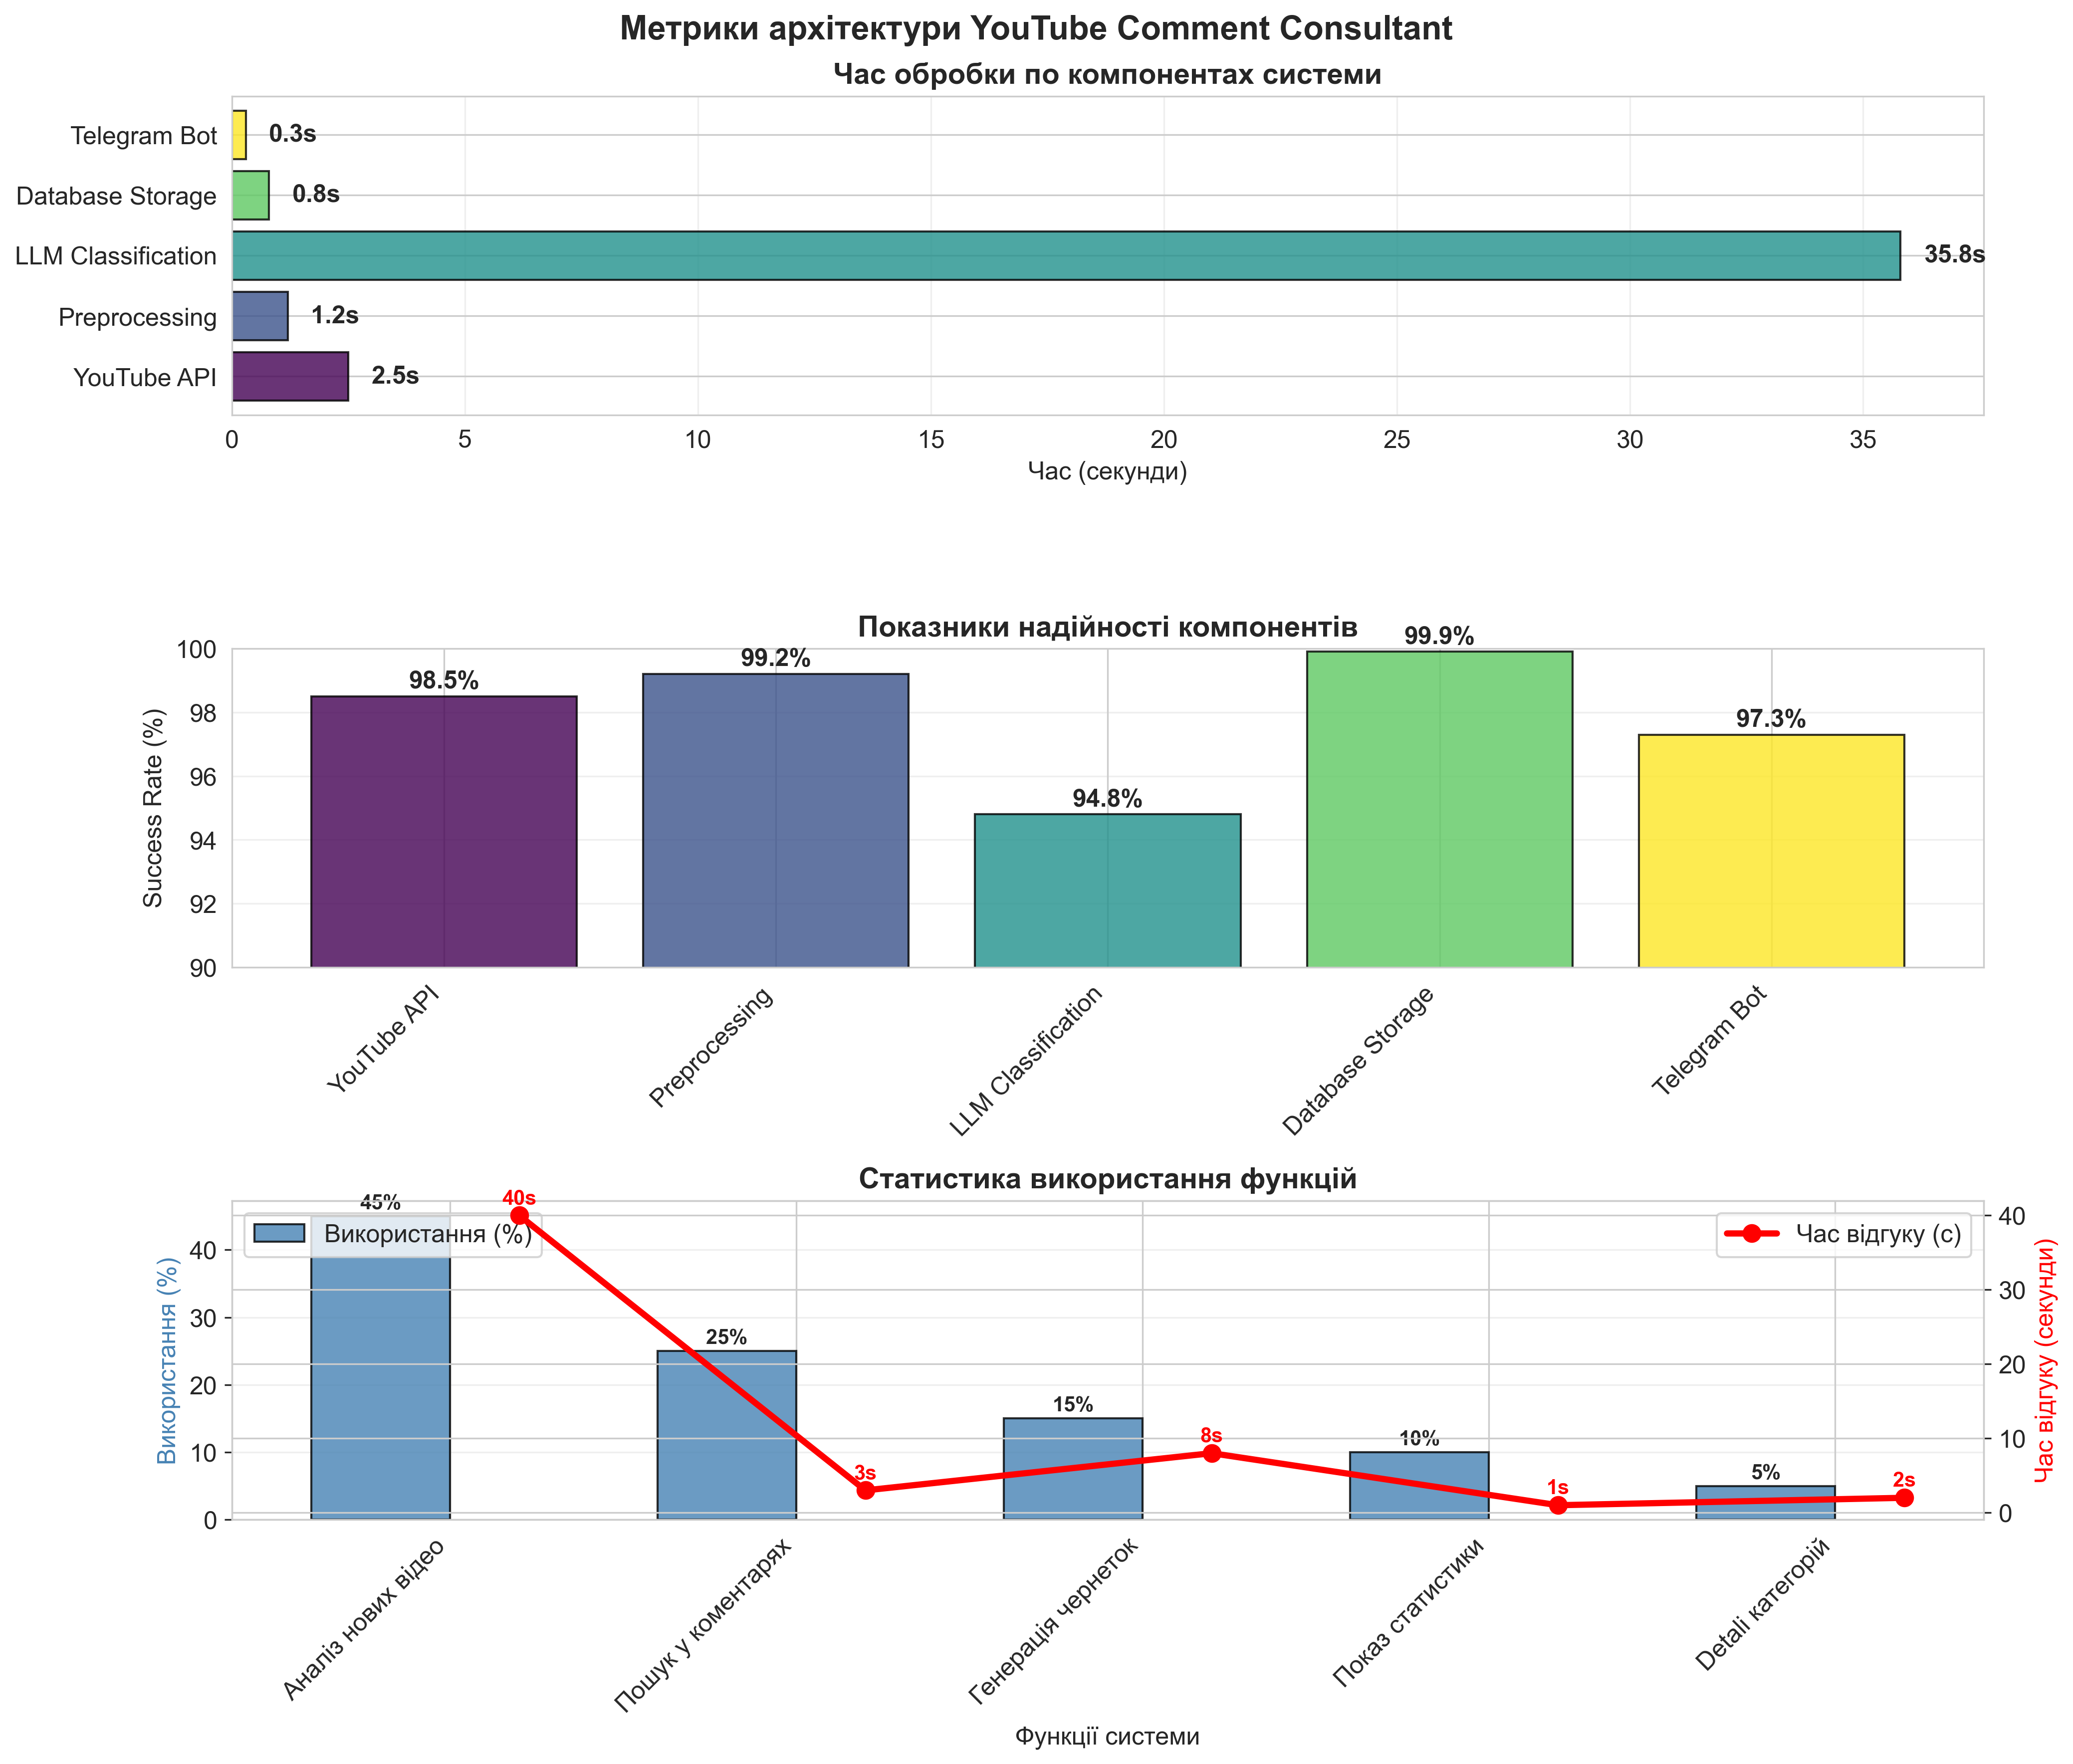 Метрики архітектури YouTube Comment Consultant
Час обробки по компонентах системи
Telegram Bot
0.3s
Database Storage
0.8s
LLM Classification
35.8s
Preprocessing
1.2s
YouTube API
2.5s
0 5 10 15 20 25 30 35
Час (секунди)
Показники надійності компонентів
Success Rate (%)
100
98
96
94
92
90
98.5%
99.2%
94.8%
99.9%
97.3%
YouTube API
Preprocessing
LLM Classification
Database Storage
Telegram Bot
Статистика використання функцій
Використання (%)
40
30
20
10
0
Використання (%)
Час відгуку (с)
45%
25%
15%
10%
5%
40s
3s
8s
1s
2s
40
30
20
10
0
Час відгуку (секунди)
Аналіз нових відео
Пошук у коментарях
Генерація чернеток
Показ статистики
Detali категорій
Функції системи